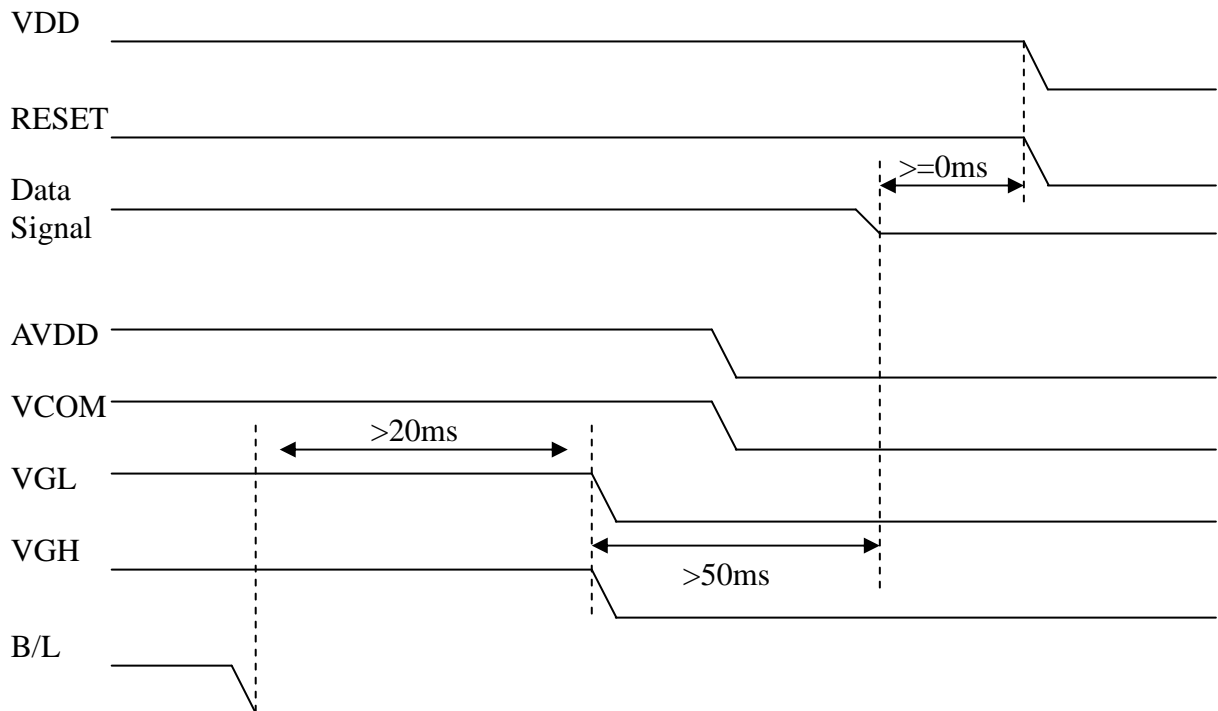 VDD
RESET
>=0ms
Data
Signal
AVDD
VCOM
>20ms
VGL
VGH
>50ms
B/L